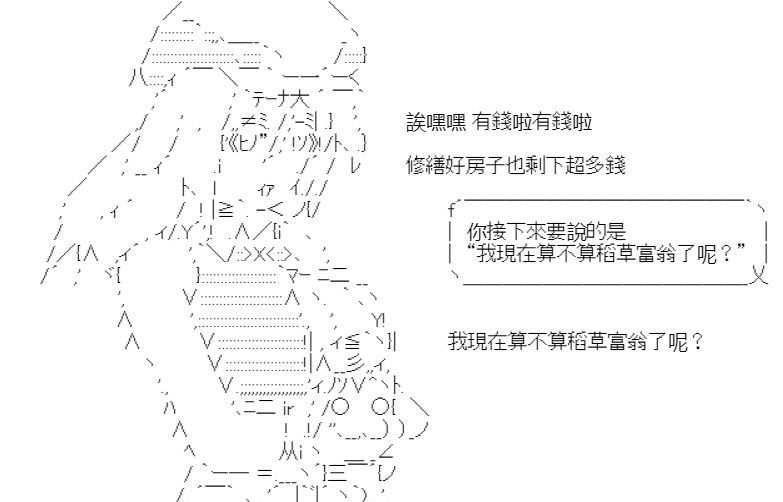 誒嘿嘿 有錢啦有錢啦
修繕好房子也剩下超多錢
你接下來要說的是
“我現在算不算稻草富翁了呢？”
我現在算不算稻草富翁了呢？